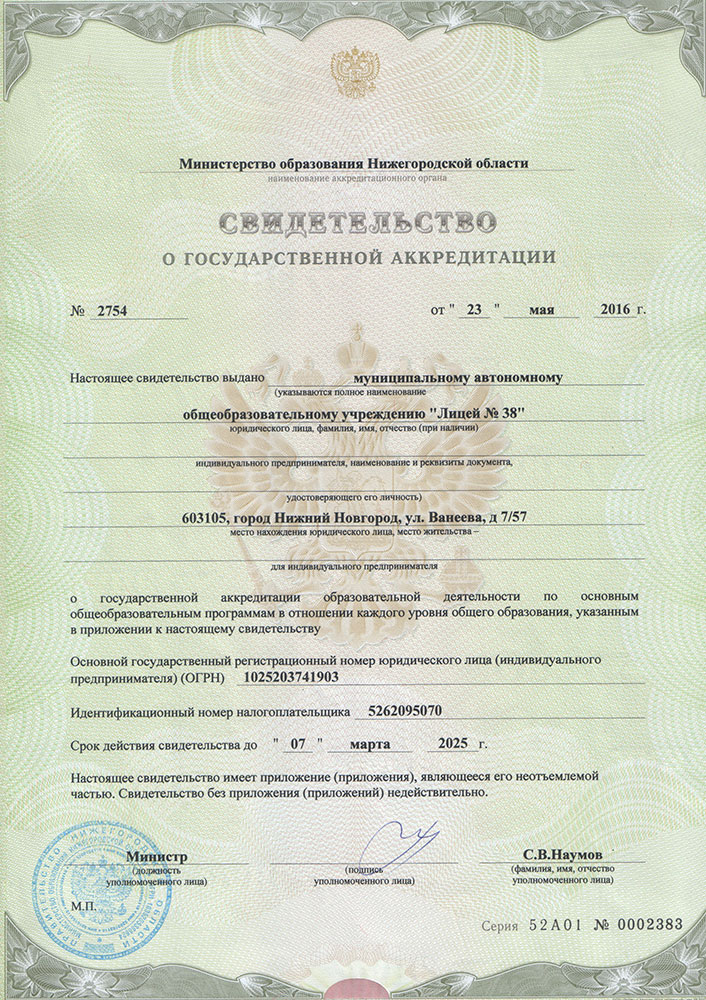 Министерство образования Нижегородской области
наименование аккредитационного органа
СВИДЕТЕЛЬСТВО
О ГОСУДАРСТВЕННОЙ АККРЕДИТАЦИИ
№ 2754 от " 23 " мая 2016 г.
Настоящее свидетельство выдано муниципальному автономному
(указываются полное наименование
общеобразовательному учреждению "Лицей № 38"
юридического лица, фамилия, имя, отчество (при наличии)
индивидуального предпринимателя, наименование и реквизиты документа,
удостоверяющего его личность)
603105, город Нижний Новгород, ул. Ванеева, д 7/57
место нахождения юридического лица, место жительства –
для индивидуального предпринимателя
о государственной аккредитации образовательной деятельности по основным
общеобразовательным программам в отношении каждого уровня общего образования, указанным
в приложении к настоящему свидетельству
Основной государственный регистрационный номер юридического лица (индивидуального
предпринимателя) (ОГРН) 1025203741903
Идентификационный номер налогоплательщика 5262095070
Срок действия свидетельства до " 07 " марта 2025 г.
Настоящее свидетельство имеет приложение (приложения), являющееся его неотъемлемой
частью. Свидетельство без приложения (приложений) недействительно.
Министр С.В.Наумов
(должность (подпись (фамилия, имя, отчество
уполномоченного лица) уполномоченного лица) уполномоченного лица)
М.П.
ПРАВИТЕЛЬСТВО НИЖЕГОРОДСКОЙ ОБЛАСТИ
Серия 52А01 № 0002383